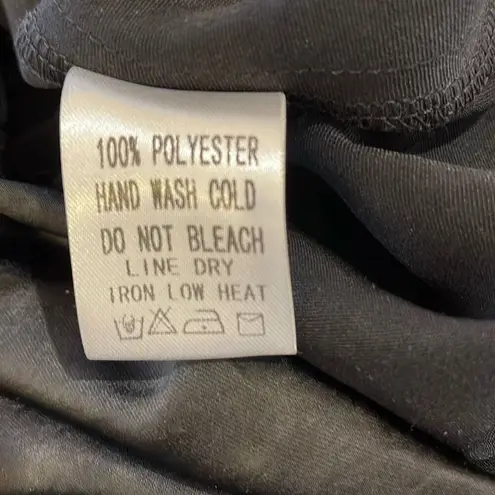 100% POLYESTER
HAND WASH COLD
DO NOT BLEACH
LINE DRY
IRON LOW HEAT